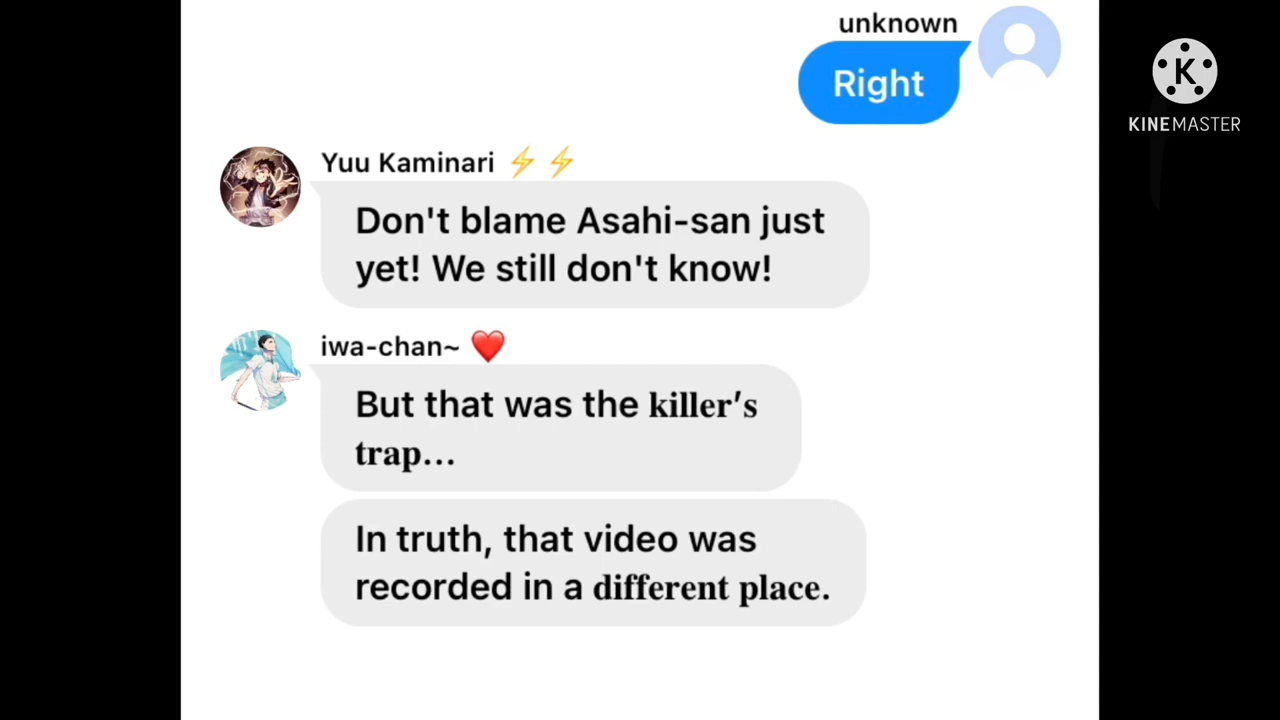 unknown
Right
Yuu Kaminari ⚡ ⚡
Don't blame Asahi-san just
yet! We still don't know!
iwa-chan~ ❤️
But that was the killer′s
trap…
In truth, that video was
recorded in a different place.
K
KINEMASTER